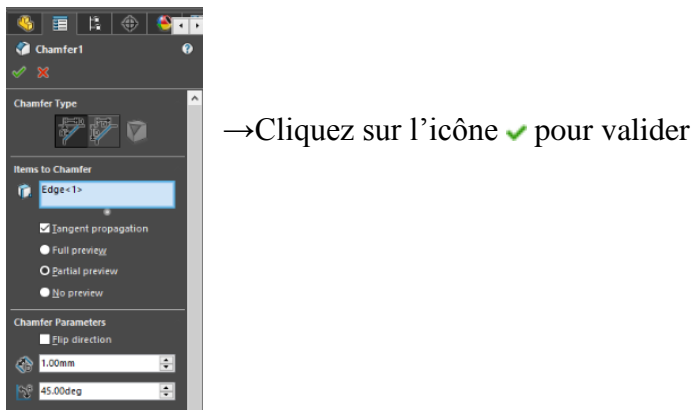 Chamfer1
Chamfer Type
→Cliquez sur l'icône ✓ pour valider
Items to Chamfer
Edge<1>
Tangent propagation
Full preview
Partial preview
No preview
Chamfer Parameters
Flip direction
1.00mm
45.00deg